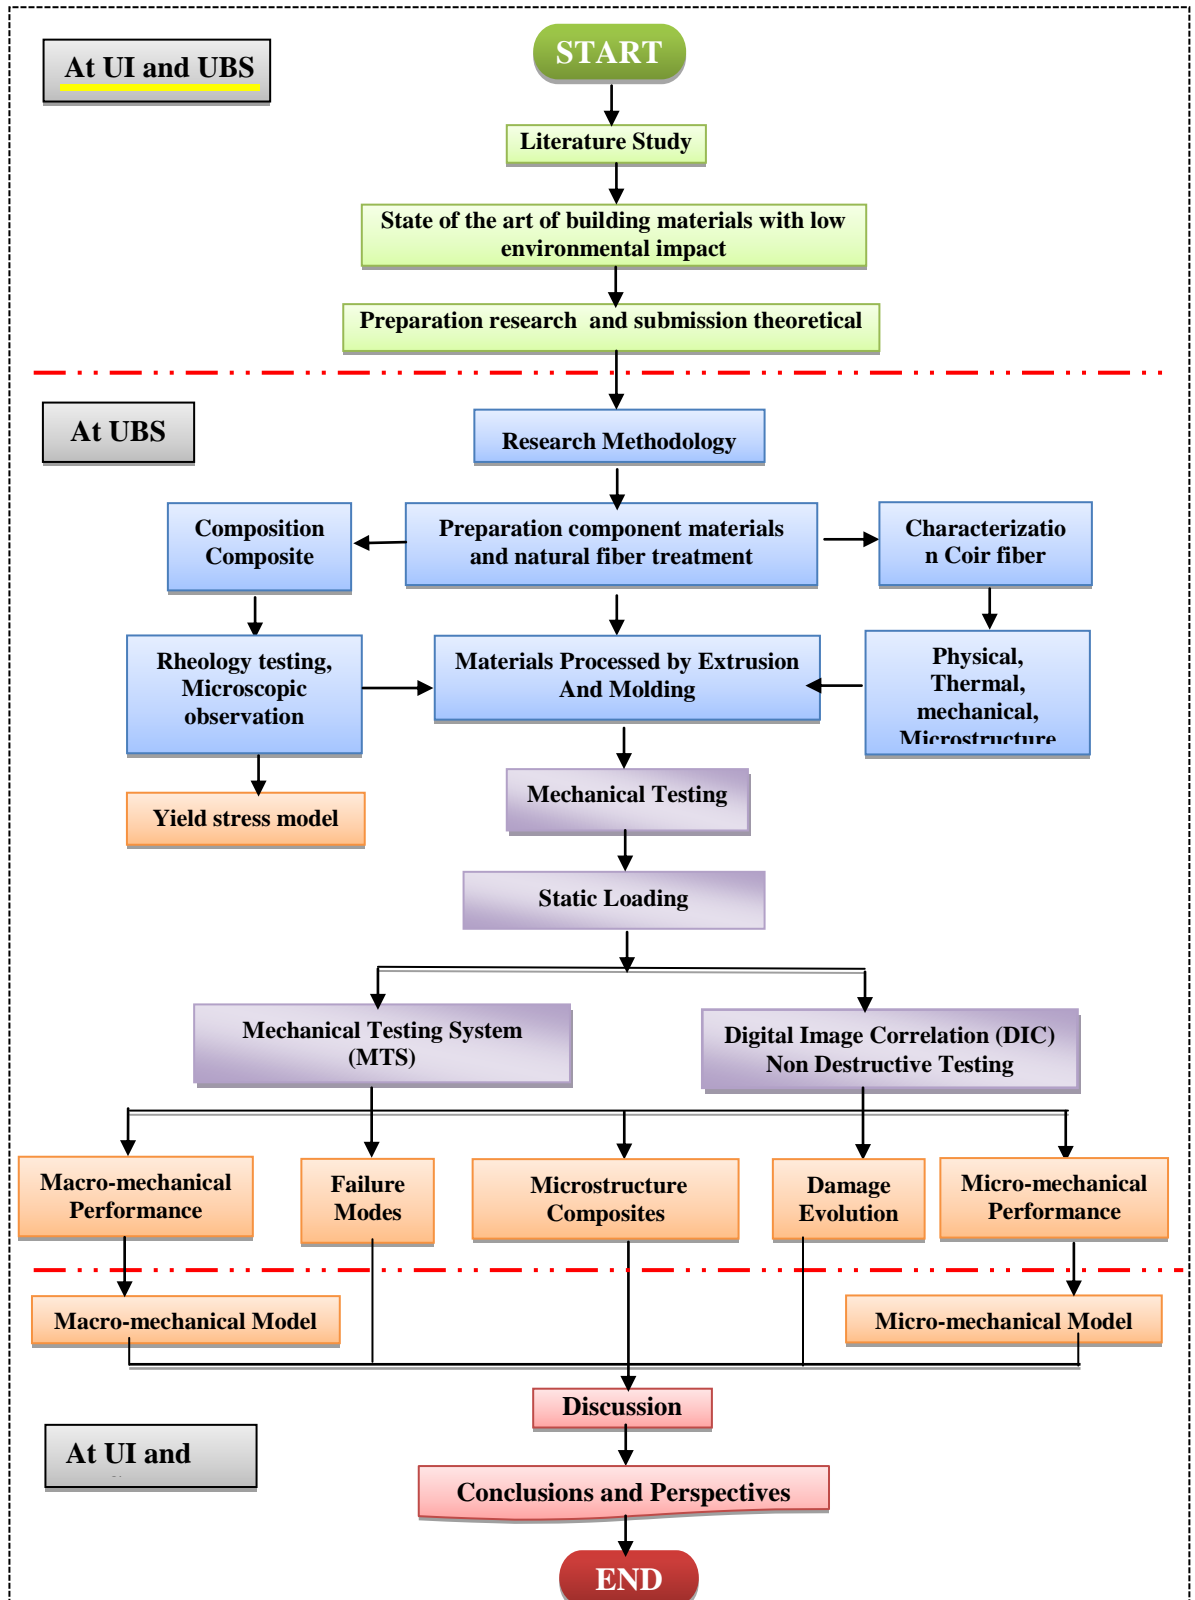 At UI and UBS
START
Literature Study
State of the art of building materials with low
environmental impact
Preparation research and submission theoretical
At UBS
Research Methodology
Composition
Composite
Preparation component materials
and natural fiber treatment
Characterizatio
n Coir fiber
Rheology testing,
Microscopic
observation
Materials Processed by Extrusion
And Molding
Physical,
Thermal,
mechanical,
Microstructure
Yield stress model
Mechanical Testing
Static Loading
Mechanical Testing System
(MTS)
Digital Image Correlation (DIC)
Non Destructive Testing
Macro-mechanical
Performance
Failure
Modes
Microstructure
Composites
Damage
Evolution
Micro-mechanical
Performance
Macro-mechanical Model
Micro-mechanical Model
Discussion
At UI and
Conclusions and Perspectives
END